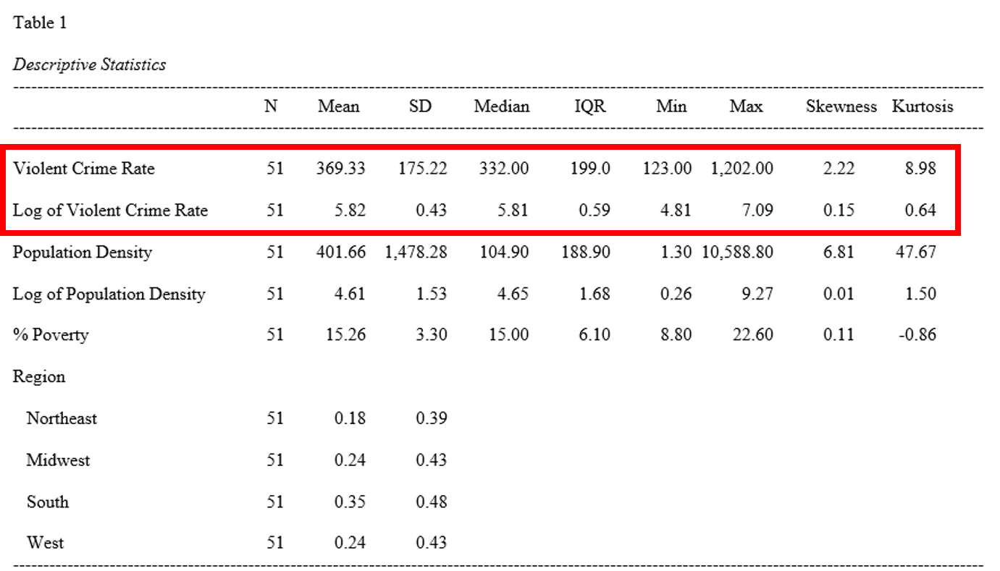 Table 1
Descriptive Statistics
N Mean SD Median IQR Min Max Skewness Kurtosis
Violent Crime Rate 51 369.33 175.22 332.00 199.0 123.00 1,202.00 2.22 8.98
Log of Violent Crime Rate 51 5.82 0.43 5.81 0.59 4.81 7.09 0.15 0.64
Population Density 51 401.66 1,478.28 104.90 188.90 1.30 10,588.80 6.81 47.67
Log of Population Density 51 4.61 1.53 4.65 1.68 0.26 9.27 0.01 1.50
% Poverty 51 15.26 3.30 15.00 6.10 8.80 22.60 0.11 -0.86
Region
Northeast 51 0.18 0.39
Midwest 51 0.24 0.43
South 51 0.35 0.48
West 51 0.24 0.43